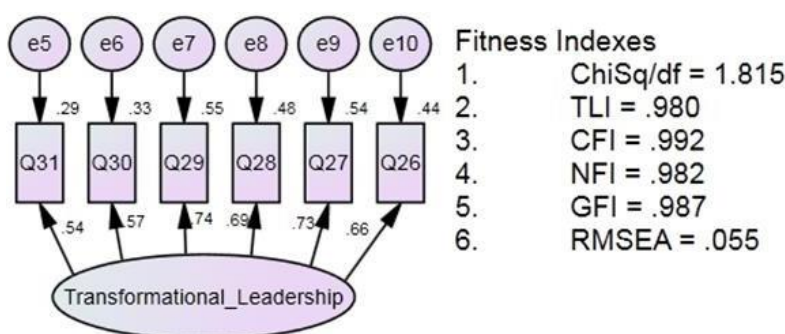 e5 e6 e7 e8 e9 e10
.29 .33 .55 .48 .54 .44
Q31 Q30 Q29 Q28 Q27 Q26
.54 .57 .74 .69 .73 .66
Transformational_Leadership
Fitness Indexes
1. ChiSq/df = 1.815
2. TLI = .980
3. CFI = .992
4. NFI = .982
5. GFI = .987
6. RMSEA = .055